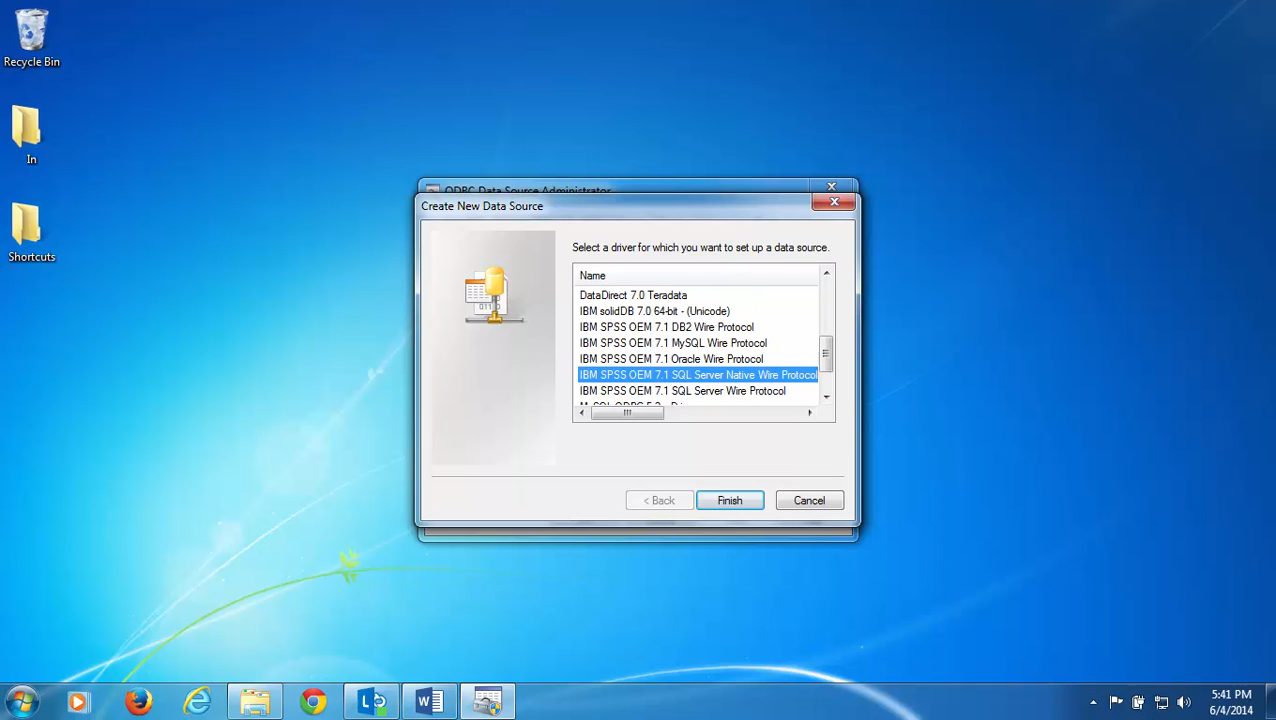 Recycle Bin
In
Shortcuts
ODBC Data Source Administrator
Create New Data Source
Select a driver for which you want to set up a data source.
Name
DataDirect 7.0 Teradata
IBM solidDB 7.0 64-bit - (Unicode)
IBM SPSS OEM 7.1 DB2 Wire Protocol
IBM SPSS OEM 7.1 MySQL Wire Protocol
IBM SPSS OEM 7.1 Oracle Wire Protocol
IBM SPSS OEM 7.1 SQL Server Native Wire Protocol
IBM SPSS OEM 7.1 SQL Server Wire Protocol
< Back
Finish
Cancel
5:41 PM
6/4/2014